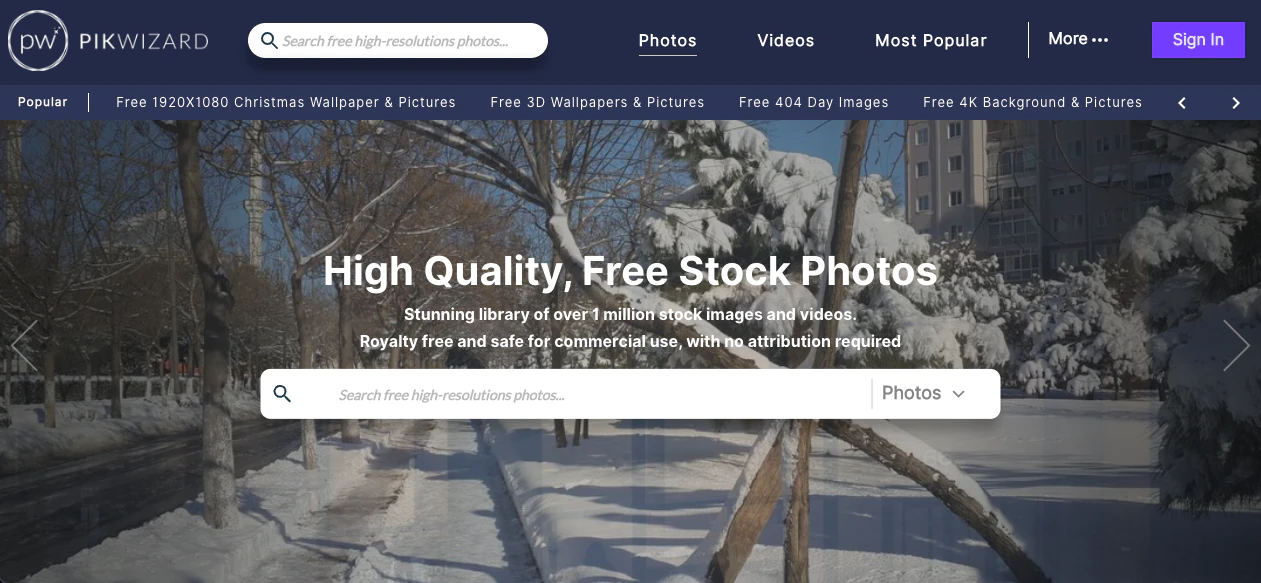 pw PIKWIZARD
Search free high-resolutions photos...
Photos
Videos
Most Popular
More
Sign In
Popular
Free 1920X1080 Christmas Wallpaper & Pictures
Free 3D Wallpapers & Pictures
Free 404 Day Images
Free 4K Background & Pictures
High Quality, Free Stock Photos
Stunning library of over 1 million stock images and videos.
Royalty free and safe for commercial use, with no attribution required
Search free high-resolutions photos...
Photos